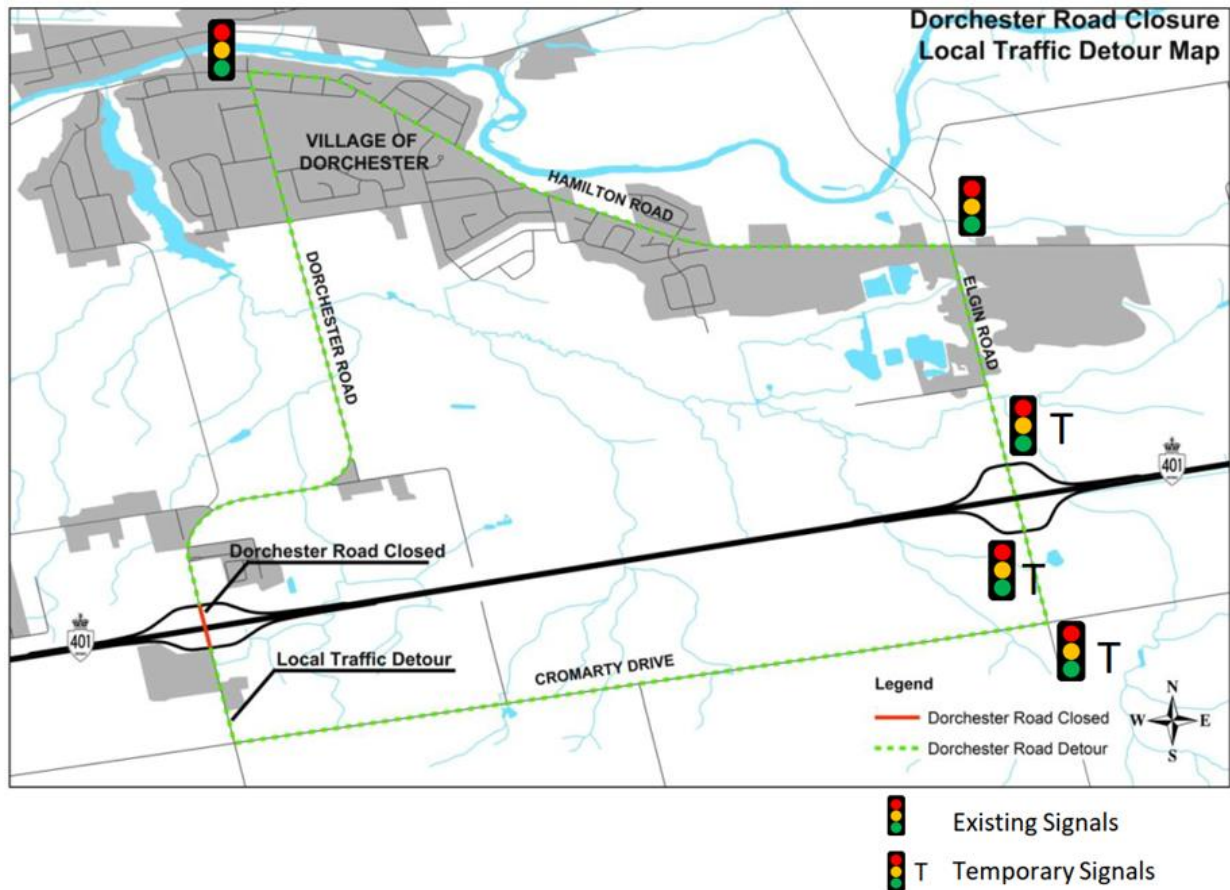 Dorchester Road Closure
Local Traffic Detour Map
VILLAGE OF
DORCHESTER
HAMILTON ROAD
DORCHESTER ROAD
ELGIN ROAD
T
401
T
Dorchester Road Closed
401
Local Traffic Detour
CROMARTY DRIVE
T
Legend
Dorchester Road Closed
Dorchester Road Detour
N
W E
S
Existing Signals
T Temporary Signals